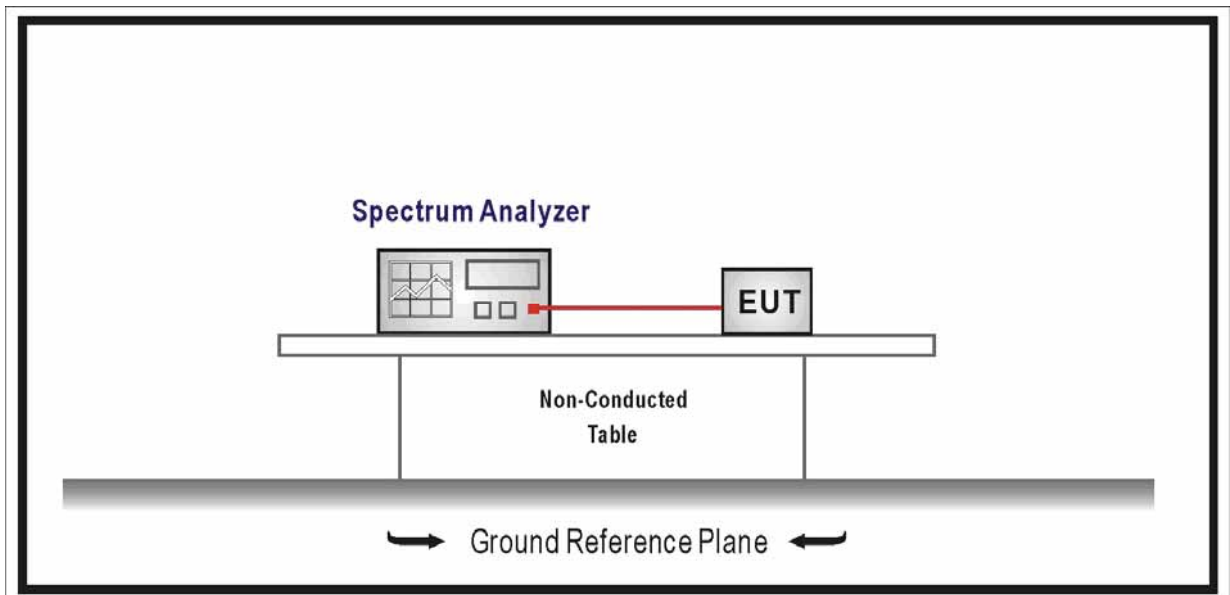 Spectrum Analyzer
EUT
Non-Conducted
Table
Ground Reference Plane